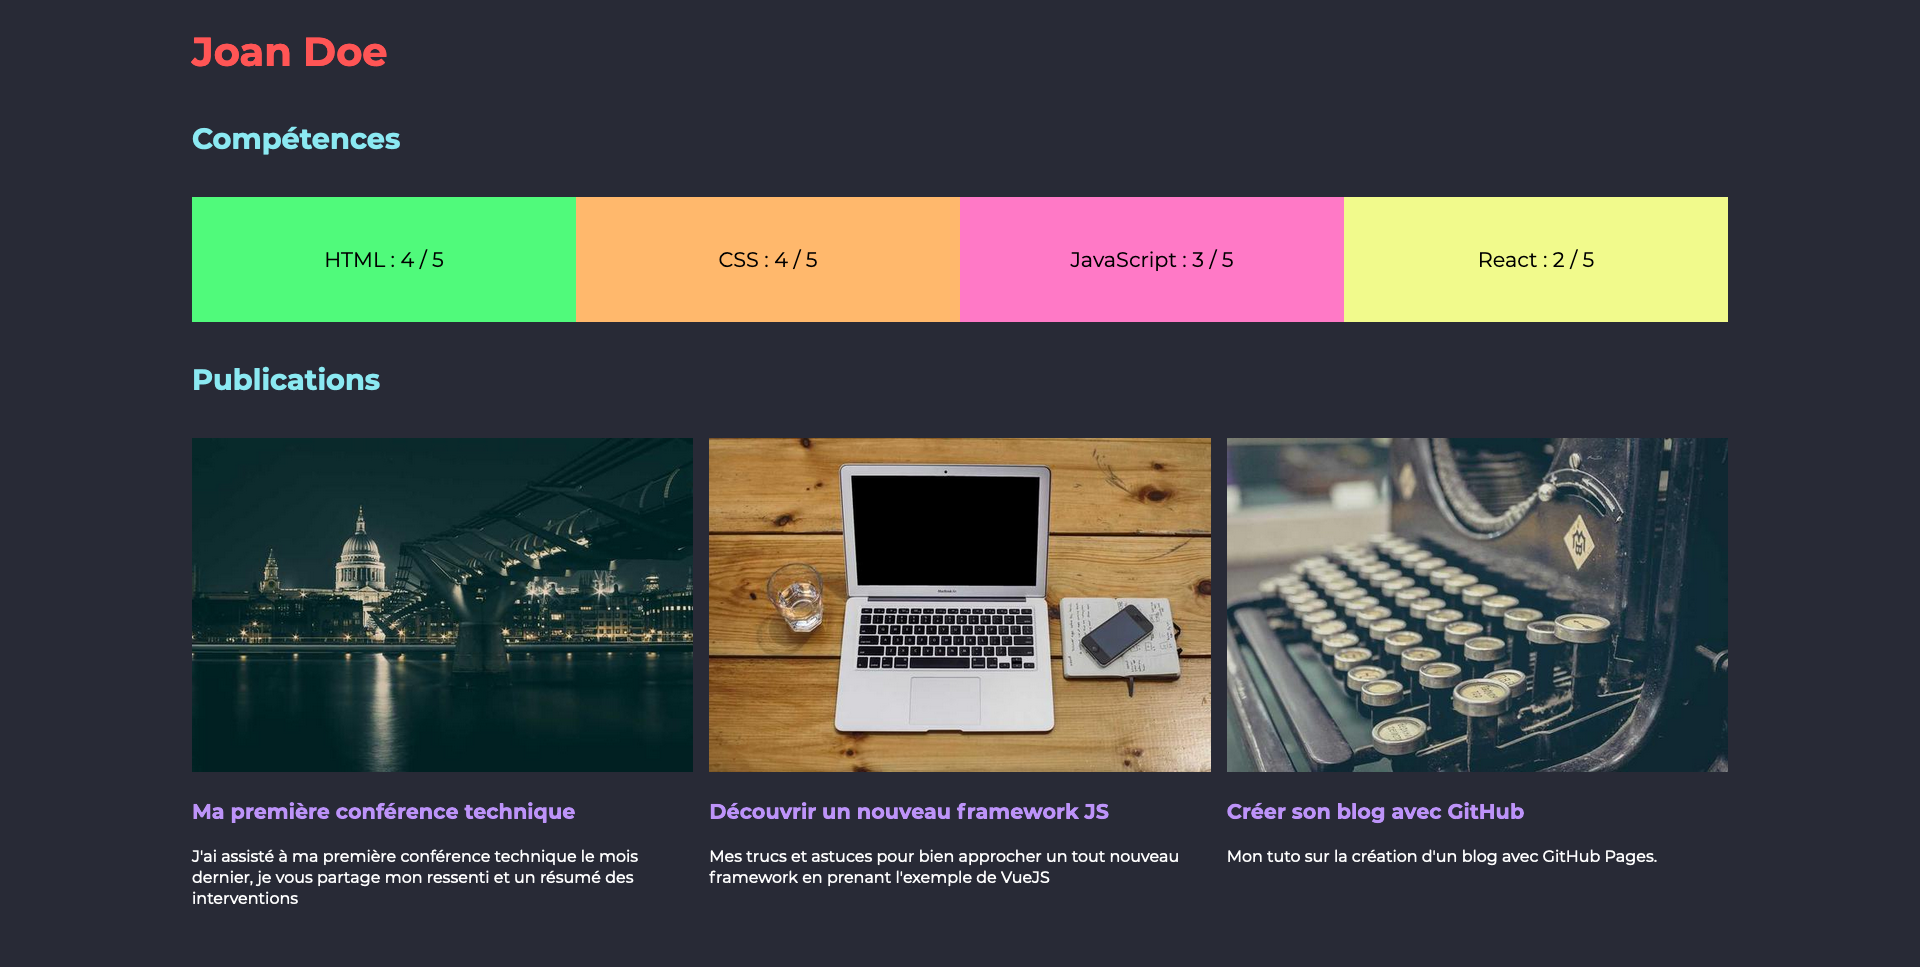 Joan Doe
Compétences
HTML : 4 / 5
CSS : 4 / 5
JavaScript : 3 / 5
React : 2 / 5
Publications
Ma première conférence technique
J'ai assisté à ma première conférence technique le mois
dernier, je vous partage mon ressenti et un résumé des
interventions
Découvrir un nouveau framework JS
Mes trucs et astuces pour bien approcher un tout nouveau
framework en prenant l'exemple de VueJS
Créer son blog avec GitHub
Mon tuto sur la création d'un blog avec GitHub Pages.